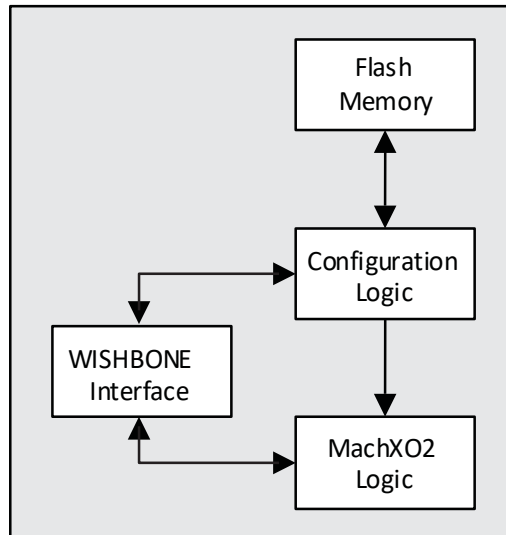 Flash
Memory
Configuration
Logic
WISHBONE
Interface
MachXO2
Logic